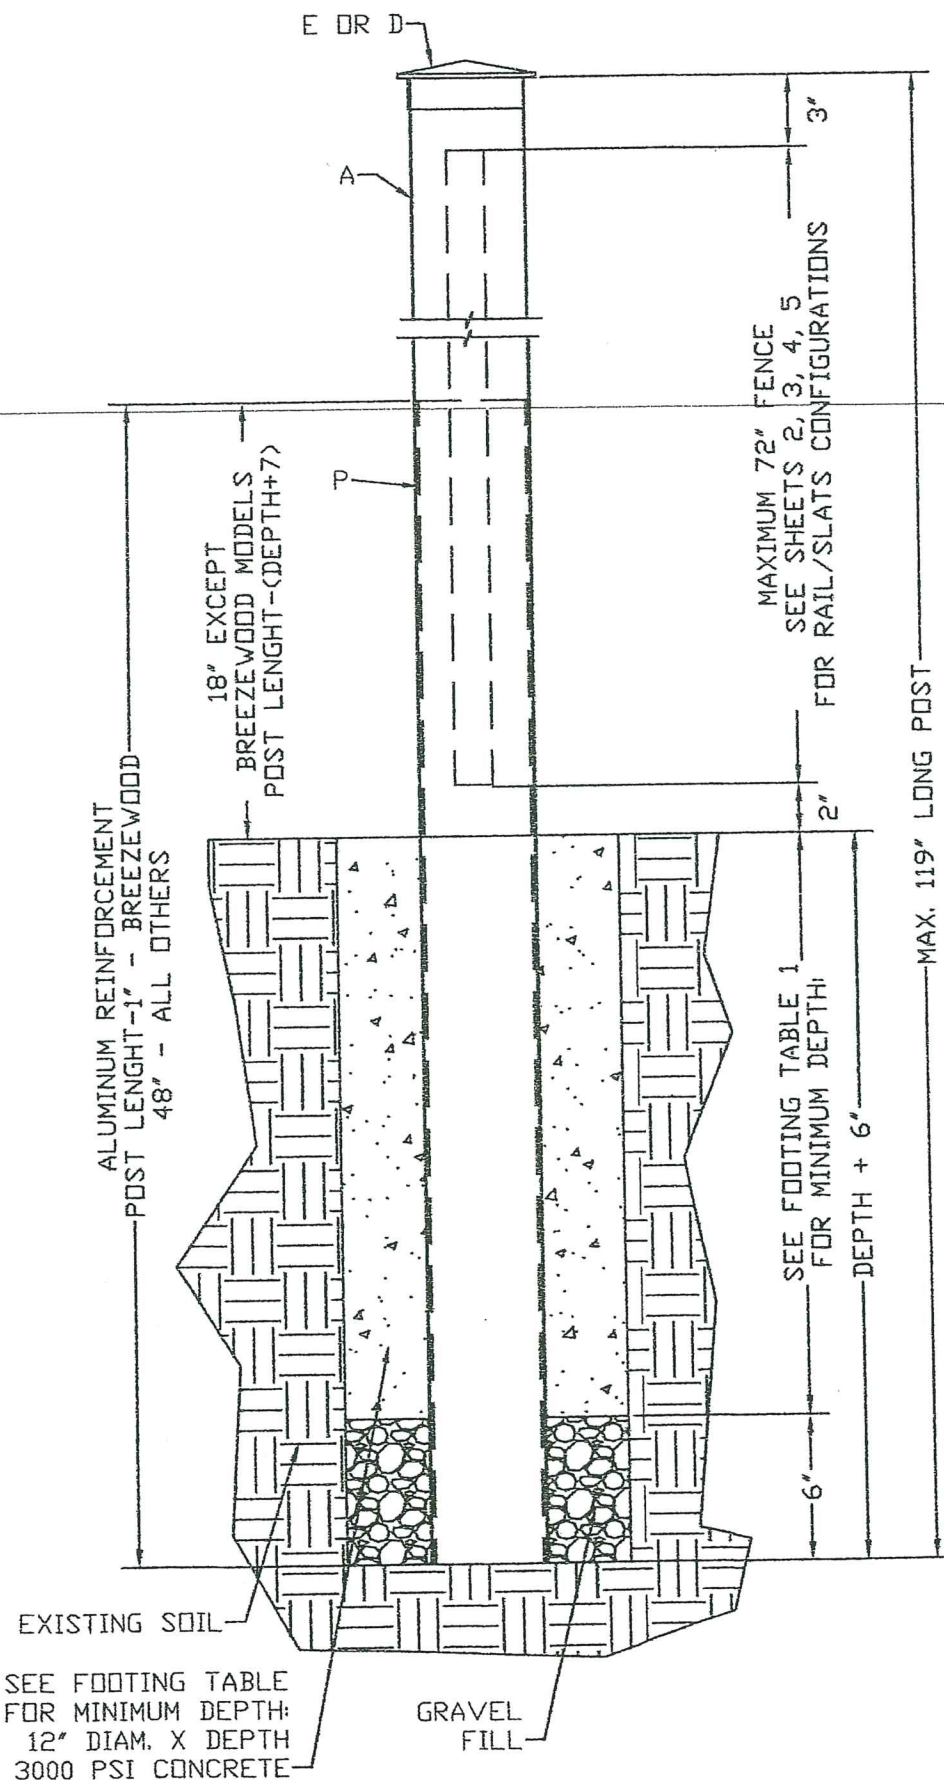 E OR D
3"
A
MAXIMUM 72" FENCE
SEE SHEETS 2, 3, 4, 5
FOR RAIL/SLATS CONFIGURATIONS
P
18" EXCEPT
BREEZEWOOD MODELS
POST LENGHT-(DEPTH+7)
MAX. 119" LONG POST
2"
ALUMINUM REINFORCEMENT
POST LENGHT-1" - BREEZEWOOD
48" - ALL OTHERS
SEE FOOTING TABLE 1
FOR MINIMUM DEPTH:
DEPTH + 6"
6"
EXISTING SOIL
SEE FOOTING TABLE
FOR MINIMUM DEPTH:
12" DIAM. X DEPTH
3000 PSI CONCRETE
GRAVEL
FILL